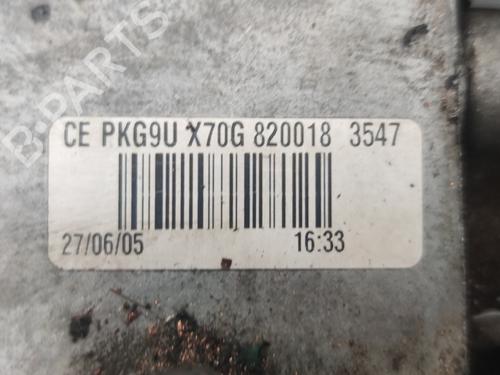 B-PARTS
CE PKG9U X70G 820018 3547
27/06/05 16:33